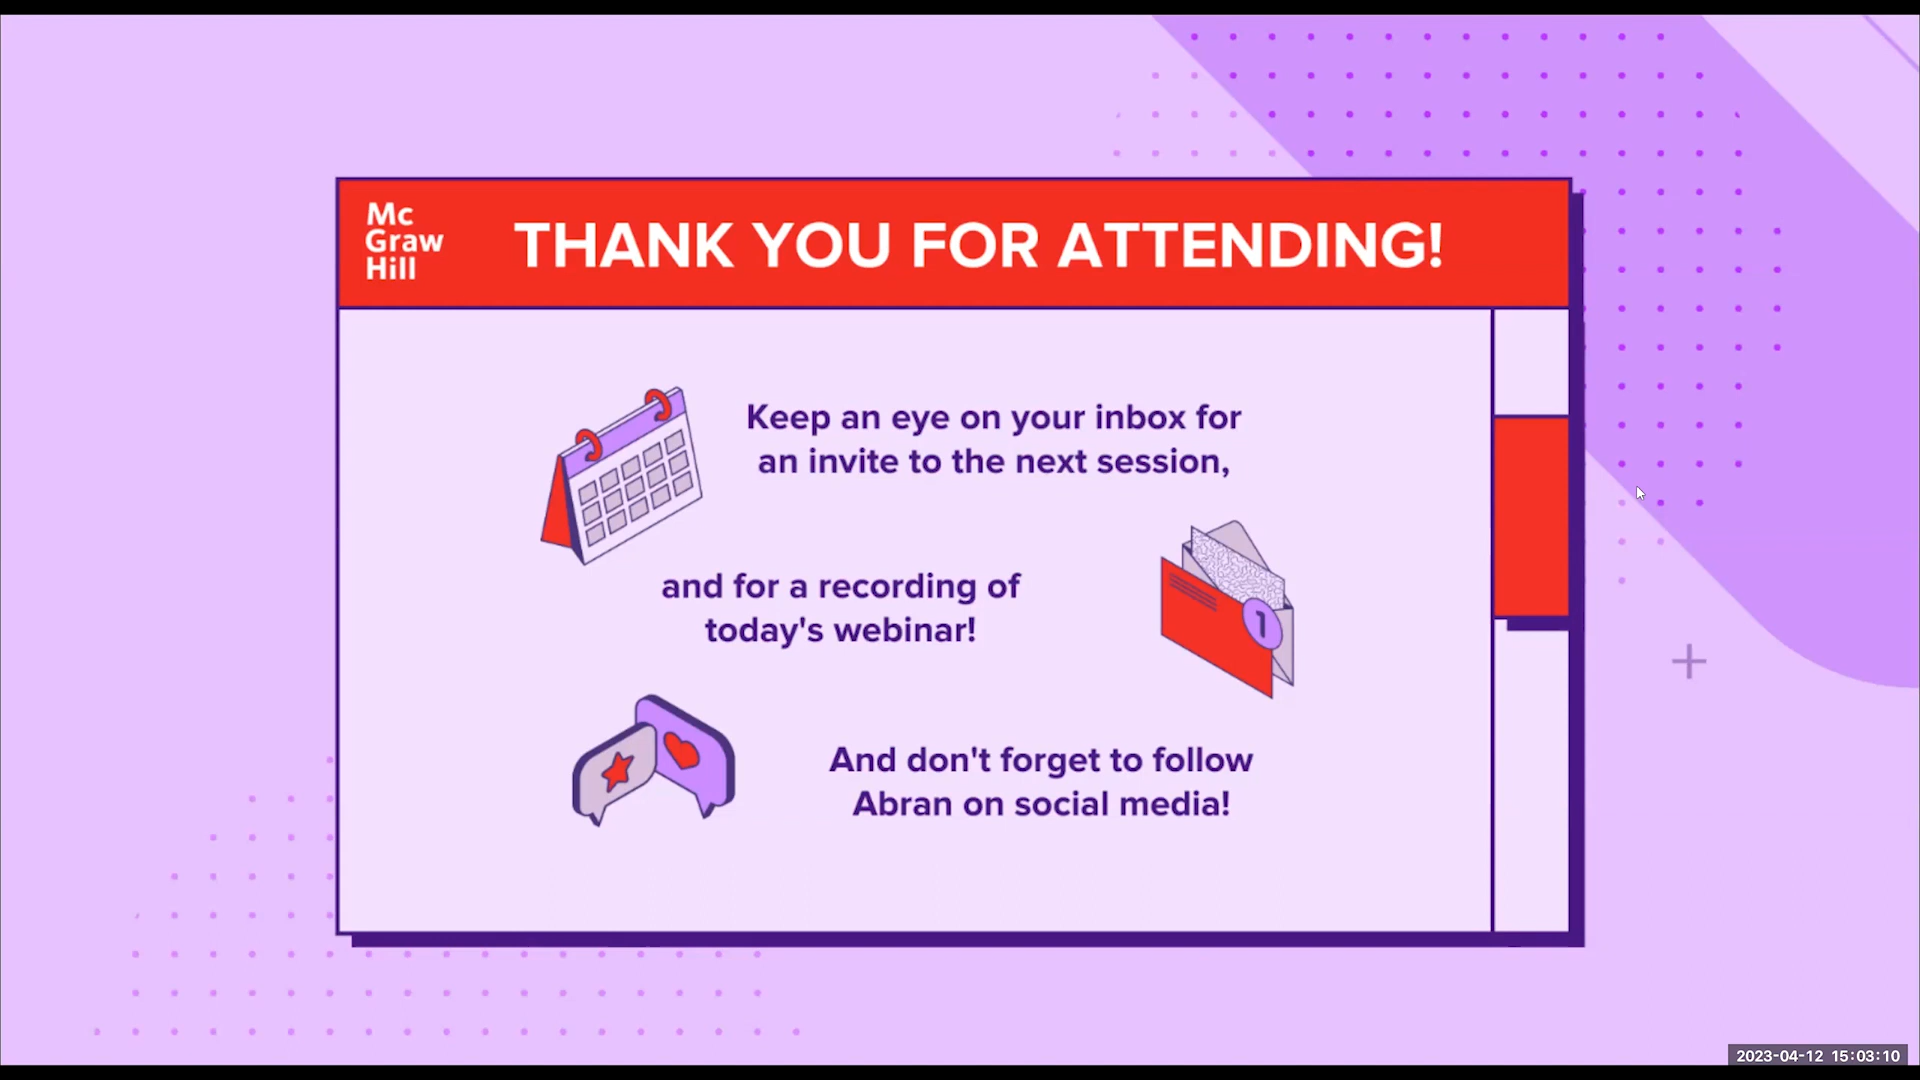 Mc
Graw
Hill
THANK YOU FOR ATTENDING!
Keep an eye on your inbox for
an invite to the next session,
and for a recording of
today's webinar!
1
And don't forget to follow
Abran on social media!
2023-04-12 15:03:10